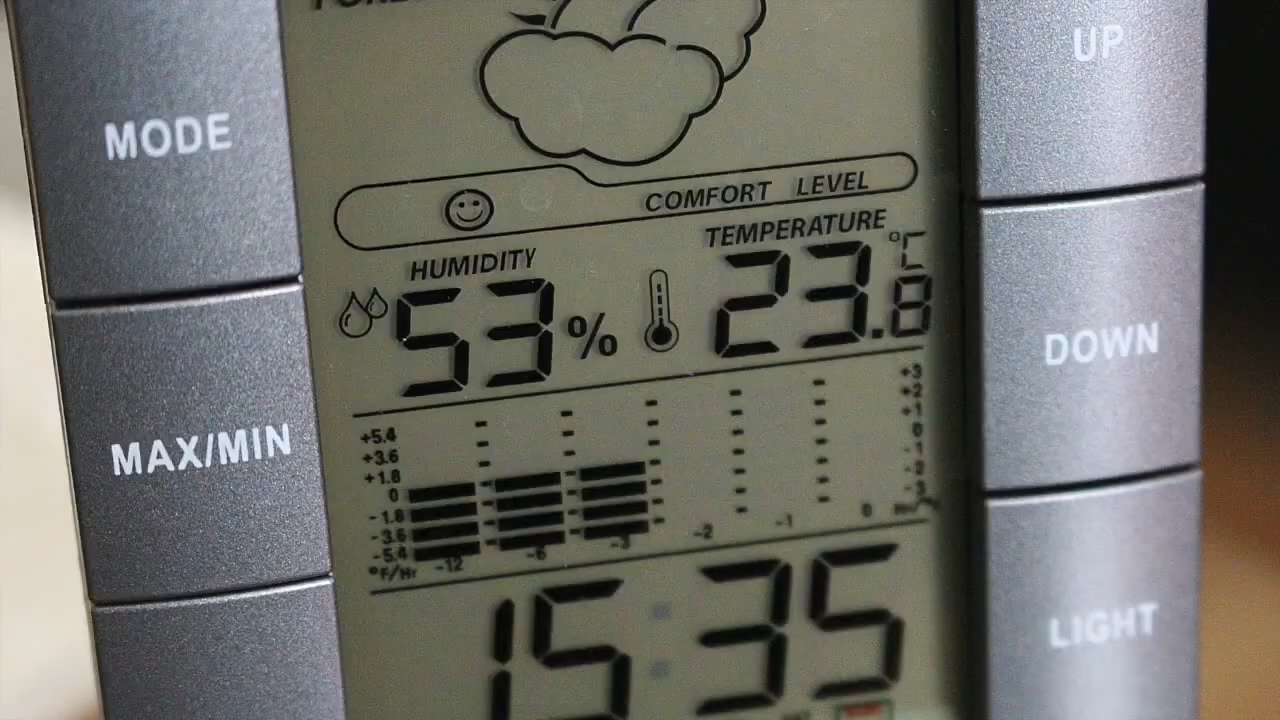 MODE
UP
COMFORT LEVEL
HUMIDITY
TEMPERATURE
53 %
23.8 °C
DOWN
MAX/MIN
+5.4
+3.6
+1.8
0
-1.8
-3.6
-5.4
°F/Hr
+3
+2
+1
0
-1
-2
-3
-12 -6 -3 -2 -1 0
15:35
LIGHT